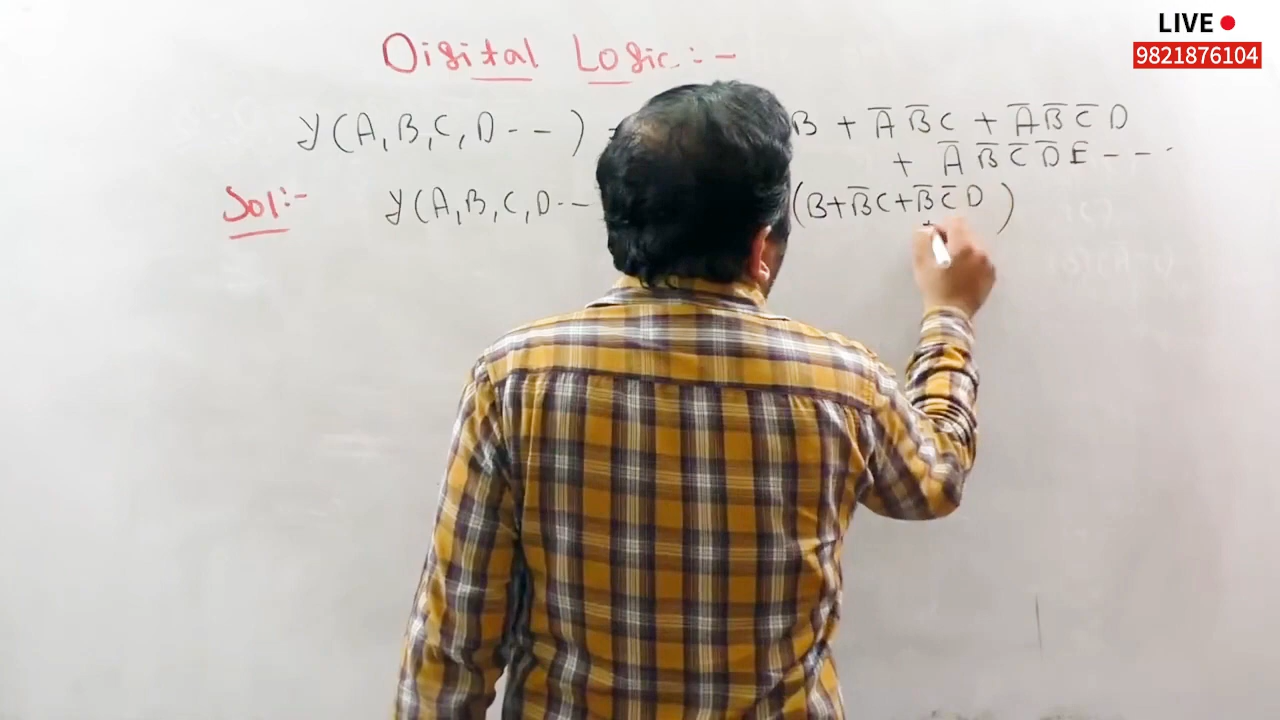 LIVE
9821876104
Digital Logic :-
Y(A,B,C,D--) B + A̅ B̅ C + A̅ B̅ C̅ D
+ A̅ B̅ C̅ D̅ E ---
Sol:- Y(A,B,C,D-- (B+B̅C+B̅ C̅ D )